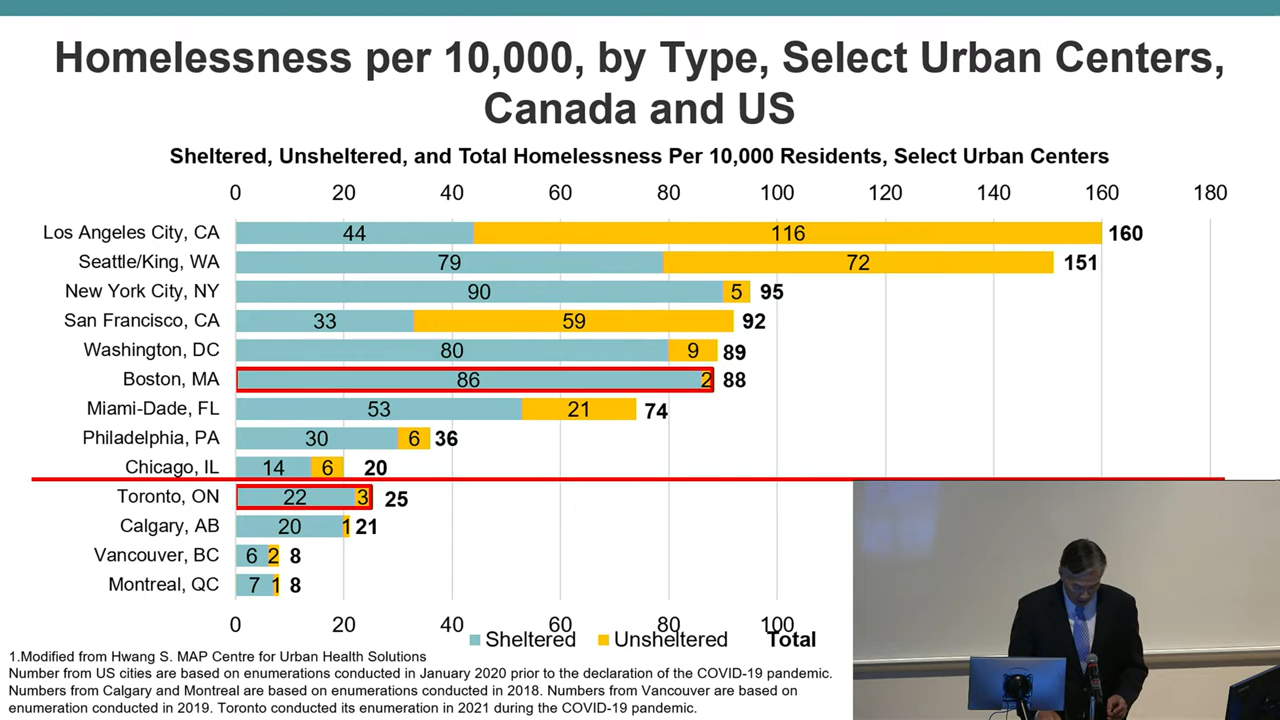 Homelessness per 10,000, by Type, Select Urban Centers,
Canada and US
Sheltered, Unsheltered, and Total Homelessness Per 10,000 Residents, Select Urban Centers
0 20 40 60 80 100 120 140 160 180
Los Angeles City, CA 44 116 160
Seattle/King, WA 79 72 151
New York City, NY 90 5 95
San Francisco, CA 33 59 92
Washington, DC 80 9 89
Boston, MA 86 2 88
Miami-Dade, FL 53 21 74
Philadelphia, PA 30 6 36
Chicago, IL 14 6 20
Toronto, ON 22 3 25
Calgary, AB 20 1 21
Vancouver, BC 6 2 8
Montreal, QC 7 1 8
0 20 40 60 80 100
Sheltered Unsheltered Total
1.Modified from Hwang S. MAP Centre for Urban Health Solutions
Number from US cities are based on enumerations conducted in January 2020 prior to the declaration of the COVID-19 pandemic.
Numbers from Calgary and Montreal are based on enumerations conducted in 2018. Numbers from Vancouver are based on
enumeration conducted in 2019. Toronto conducted its enumeration in 2021 during the COVID-19 pandemic.